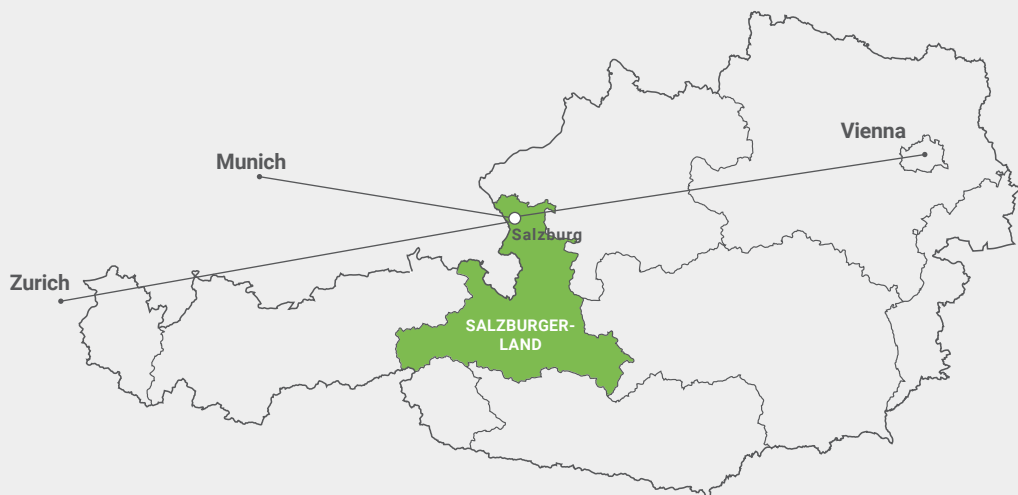 Vienna
Munich
Salzburg
Zurich
SALZBURGER-
LAND